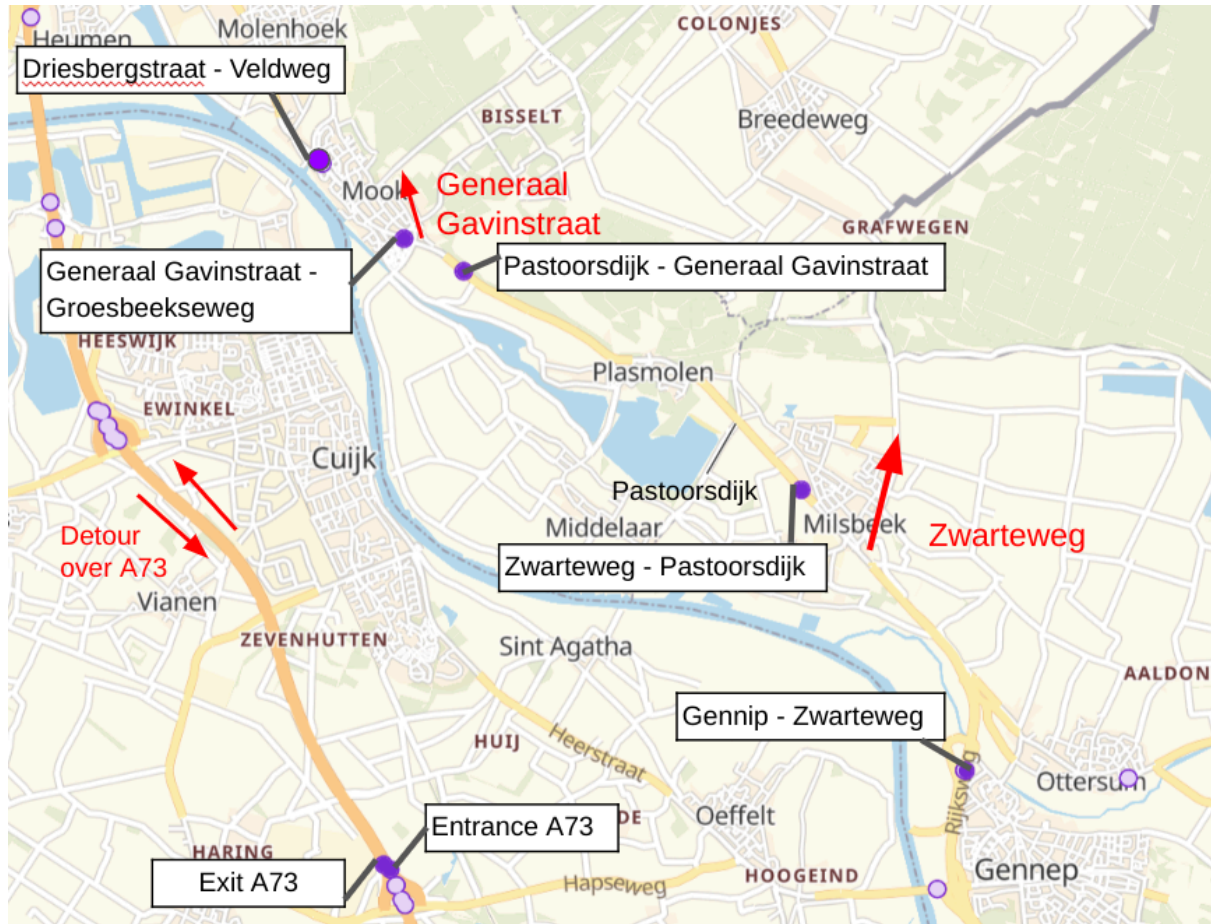 Heumen
Molenhoek
COLONJES
Driesbergstraat - Veldweg
BISSELT
Breedeweg
Mook
Generaal
Gavinstraat
GRAFWEGEN
Generaal Gavinstraat -
Groesbeekseweg
Pastoorsdijk - Generaal Gavinstraat
HEESWIJK
Plasmolen
EWINKEL
Cuijk
Pastoorsdijk
Middelaar
Milsbeek
Zwarteweg
Detour
over A73
Zwarteweg - Pastoorsdijk
Vianen
ZEVENHUTTEN
Sint Agatha
AALDON
Gennip - Zwarteweg
HUIJ
Heerstraat
Rijksweg
Ottersum
Entrance A73
DE
Oeffelt
HARING
Exit A73
Hapseweg
HOOGEIND
Gennep